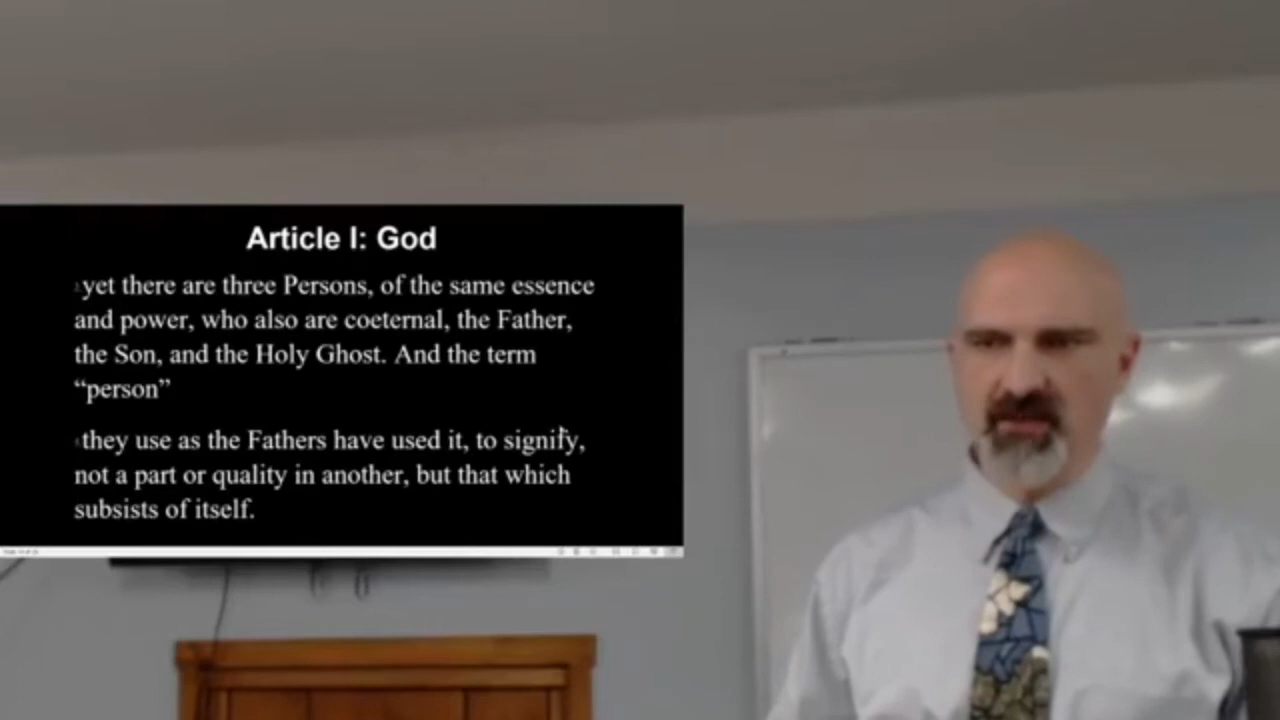 Article I: God
yet there are three Persons, of the same essence
and power, who also are coeternal, the Father,
the Son, and the Holy Ghost. And the term
“person”
they use as the Fathers have used it, to signify,
not a part or quality in another, but that which
subsists of itself.